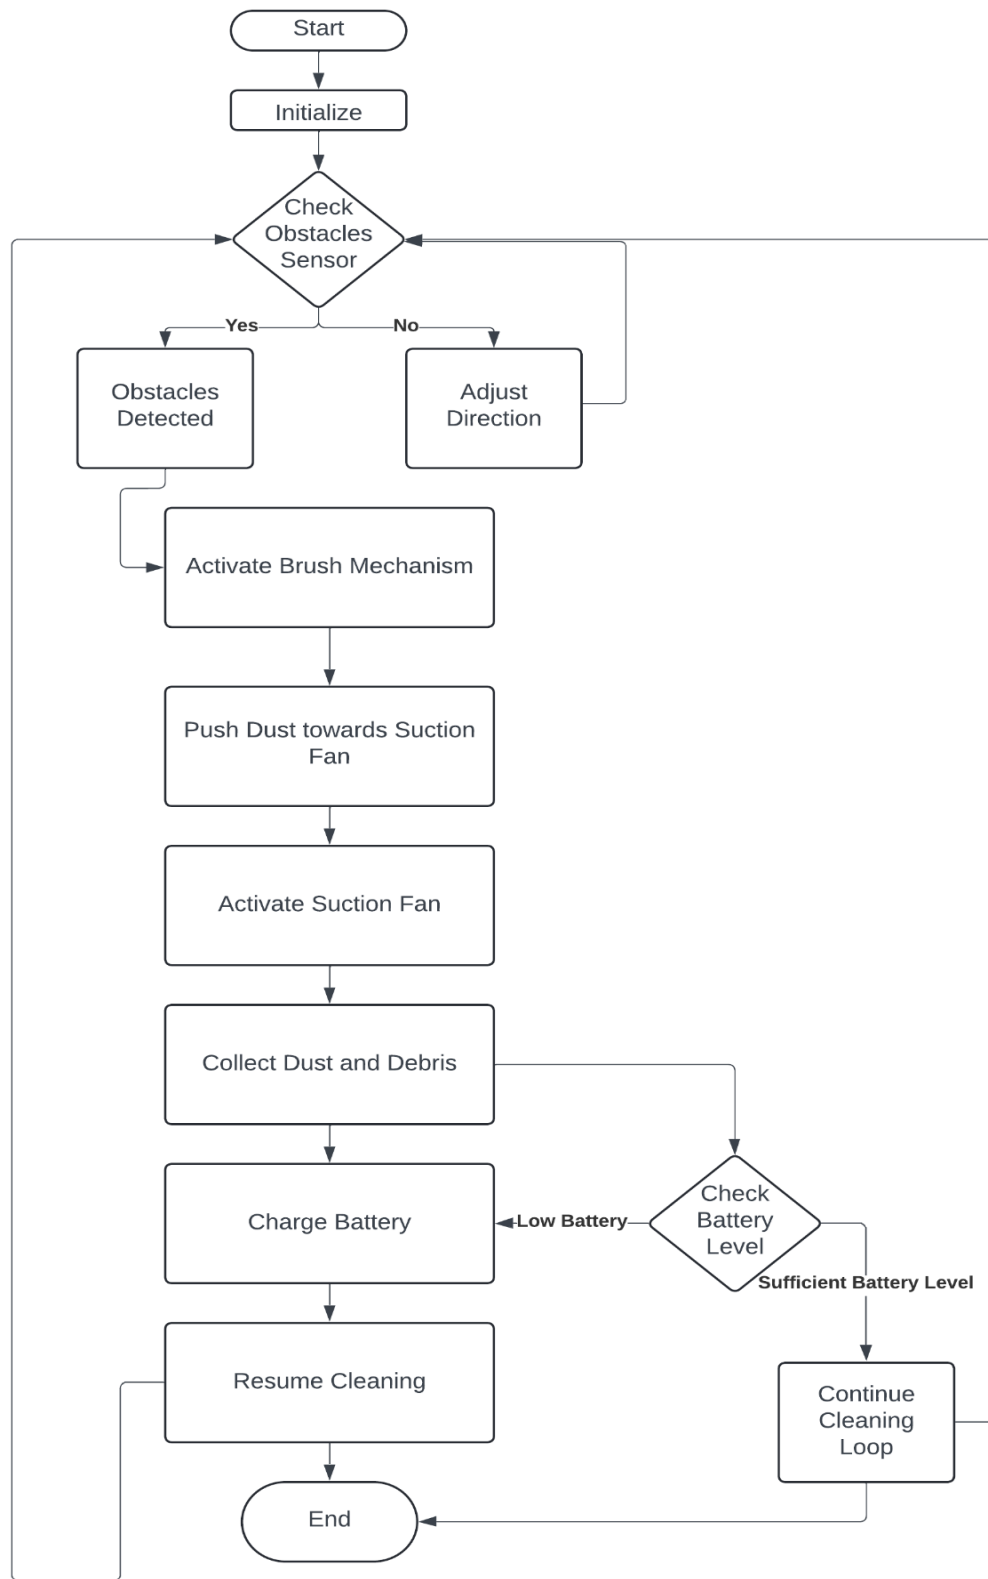 Start
Initialize
Check
Obstacles
Sensor
Yes
No
Obstacles
Detected
Adjust
Direction
Activate Brush Mechanism
Push Dust towards Suction
Fan
Activate Suction Fan
Collect Dust and Debris
Charge Battery
Low Battery
Check
Battery
Level
Sufficient Battery Level
Resume Cleaning
Continue
Cleaning
Loop
End